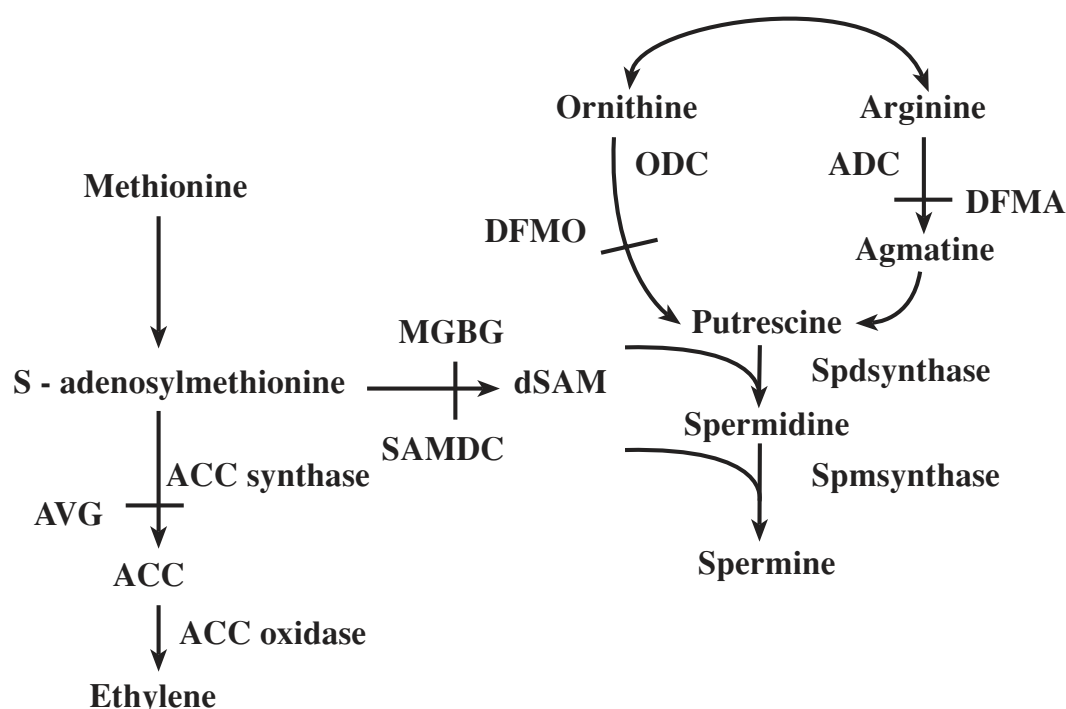 Ornithine Arginine
ODC ADC
Methionine
DFMA
DFMO
Agmatine
Putrescine
MGBG
Spdsynthase
S - adenosylmethionine dSAM
Spermidine
SAMDC
ACC synthase Spmsynthase
AVG
Spermine
ACC
ACC oxidase
Ethylene